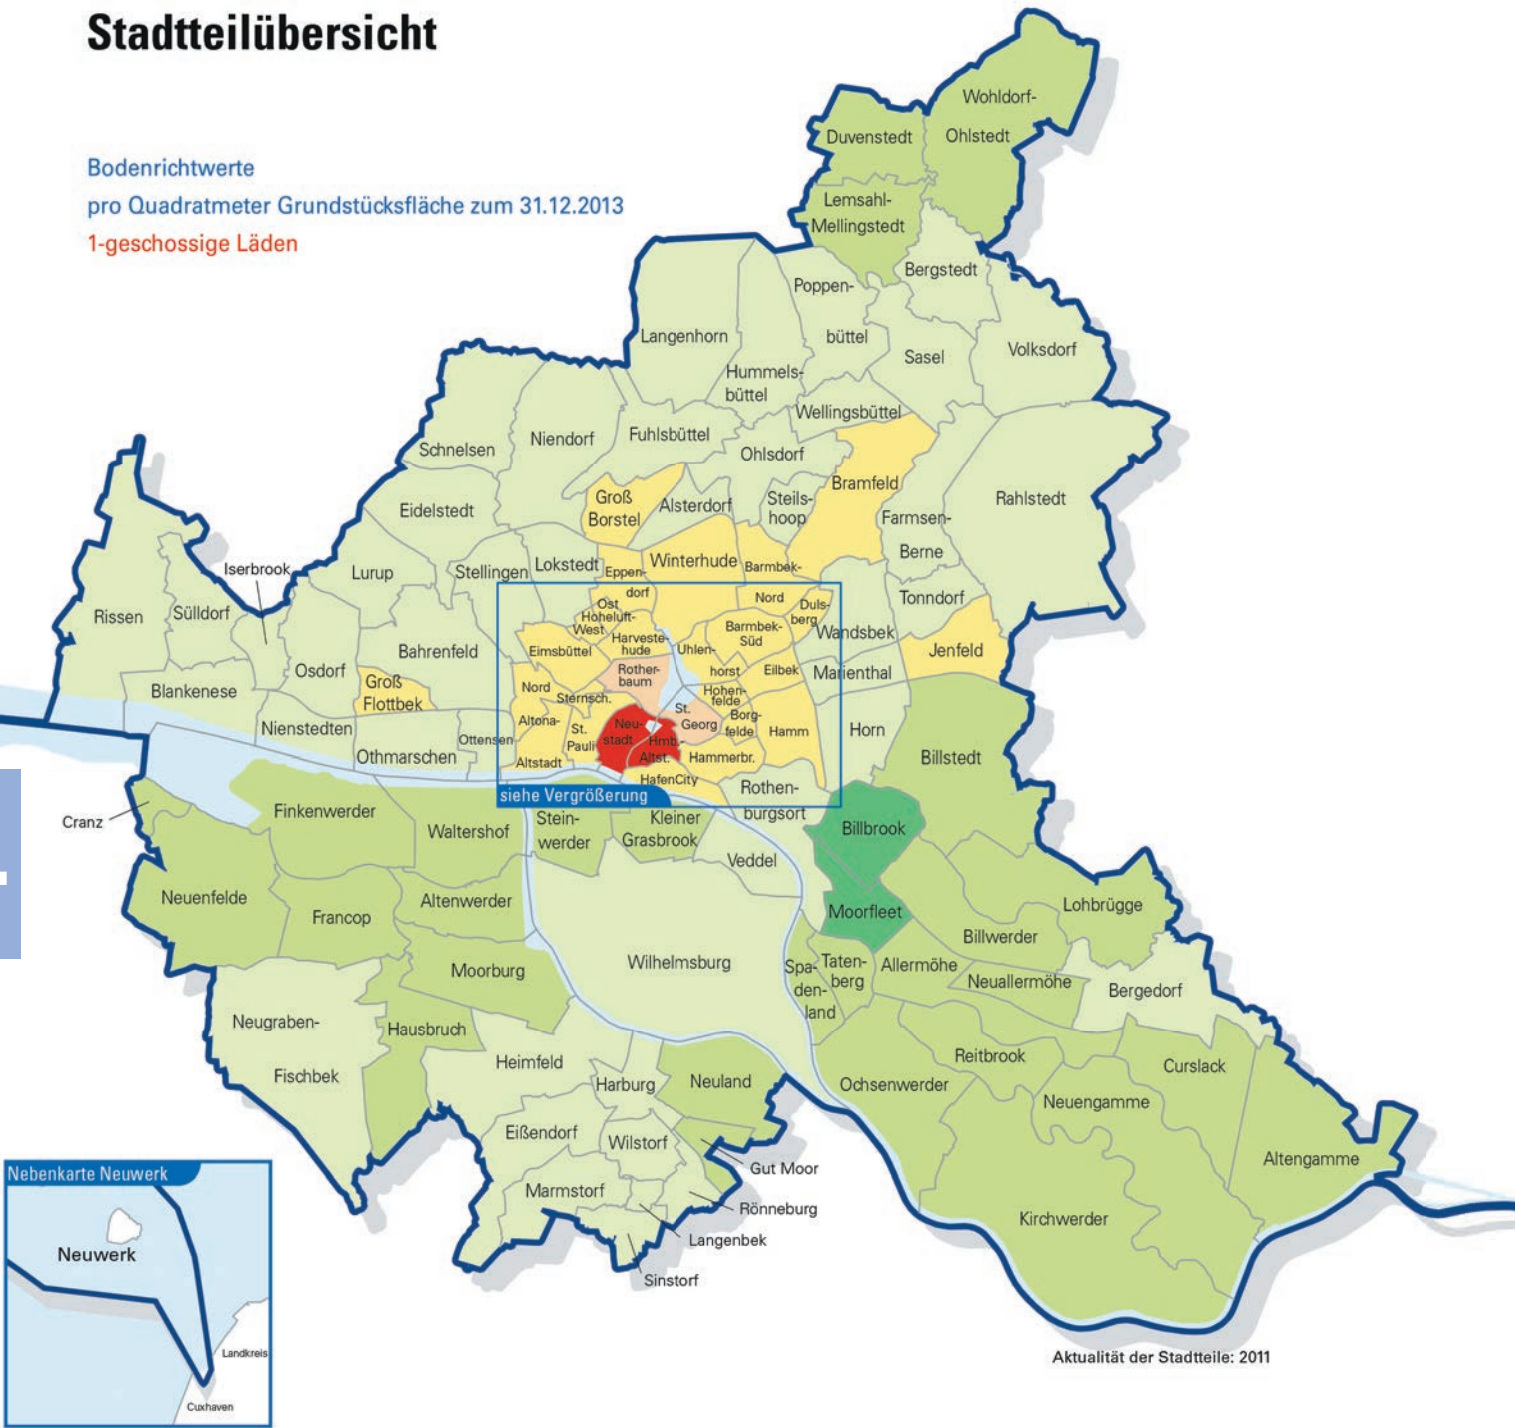 Stadtteilübersicht
Bodenrichtwerte
pro Quadratmeter Grundstücksfläche zum 31.12.2013
1-geschossige Läden
Wohldorf-
Ohlstedt
Duvenstedt
Lemsahl-
Mellingstedt
Bergstedt
Poppen-
büttel
Langenhorn
Hummels-
büttel
Sasel
Volksdorf
Wellingsbüttel
Schnelsen
Niendorf
Fuhlsbüttel
Ohlsdorf
Bramfeld
Groß
Borstel
Alsterdorf
Steils-
hoop
Farmsen-
Berne
Rahlstedt
Eidelstedt
Iserbrook
Lurup
Stellingen
Lokstedt
Eppen-
dorf
Winterhude
Barmbek-
Nord
Rissen
Sülldorf
Osdorf
Bahrenfeld
Eimsbüttel
Ost
Hoheluft-
West
Harveste-
hude
Uhlen-
horst
Barmbek-
Süd
Duls-
berg
Wandsbek
Tonndorf
Jenfeld
Blankenese
Groß
Flottbek
Nord
Altona-
Altstadt
Sternsch.
Rother-
baum
Eilbek
Marienthal
Nienstedten
Othmarschen
Ottensen
St.
Pauli
Neu-
stadt
Hmb.-
Altst.
St.
Georg
Hohen-
felde
Borg-
felde
Hamm
Horn
Hammerbr.
HafenCity
Billstedt
siehe Vergrößerung
Rothen-
burgsort
Cranz
Finkenwerder
Waltershof
Stein-
werder
Kleiner
Grasbrook
Veddel
Billbrook
Neuenfelde
Francop
Altenwerder
Moorfleet
Lohbrügge
Billwerder
Moorburg
Wilhelmsburg
Spa-
den-
land
Taten-
berg
Allermöhe
Neuallermöhe
Bergedorf
Neugraben-
Fischbek
Hausbruch
Heimfeld
Harburg
Neuland
Ochsenwerder
Reitbrook
Neuengamme
Curslack
Eißendorf
Wilstorf
Gut Moor
Altengamme
Marmstorf
Rönneburg
Langenbek
Sinstorf
Kirchwerder
Nebenkarte Neuwerk
Neuwerk
Landkreis
Cuxhaven
Aktualität der Stadtteile: 2011